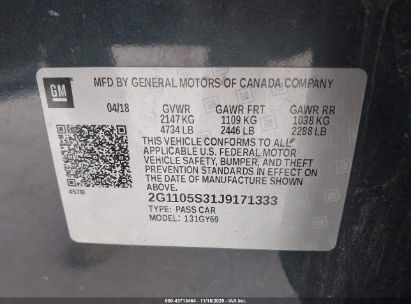 GM
MFD BY GENERAL MOTORS OF CANADA COMPANY
04/18 GVWR GAWR FRT GAWR RR
2147 KG 1109 KG 1038 KG
4734 LB 2446 LB 2288 LB
THIS VEHICLE CONFORMS TO ALL
APPLICABLE U.S. FEDERAL MOTOR
VEHICLE SAFETY, BUMPER, AND THEFT
PREVENTION STANDARDS IN EFFECT ON
THE DATE OF MANUFACTURE SHOWN
ABOVE.
4S7B
2G1105S31J9171333
TYPE: PASS CAR
MODEL: 131GY69